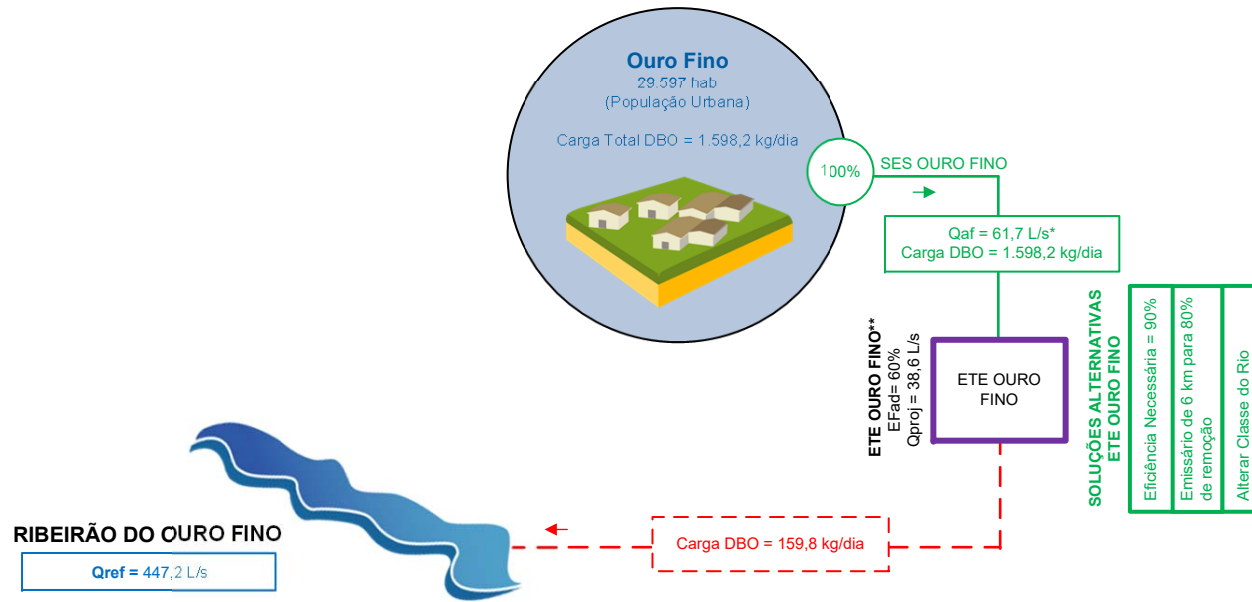 Ouro Fino
29.597 hab
(População Urbana)
Carga Total DBO = 1.598,2 kg/dia
100%
SES OURO FINO
Qaf = 61,7 L/s*
Carga DBO = 1.598,2 kg/dia
ETE OURO FINO**
EFad= 60%
Qproj = 38,6 L/s
ETE OURO
FINO
SOLUÇÕES ALTERNATIVAS
ETE OURO FINO
Eficiência Necessária = 90%
Emissário de 6 km para 80%
de remoção
Alterar Classe do Rio
Carga DBO = 159,8 kg/dia
RIBEIRÃO DO OURO FINO
Qref = 447,2 L/s